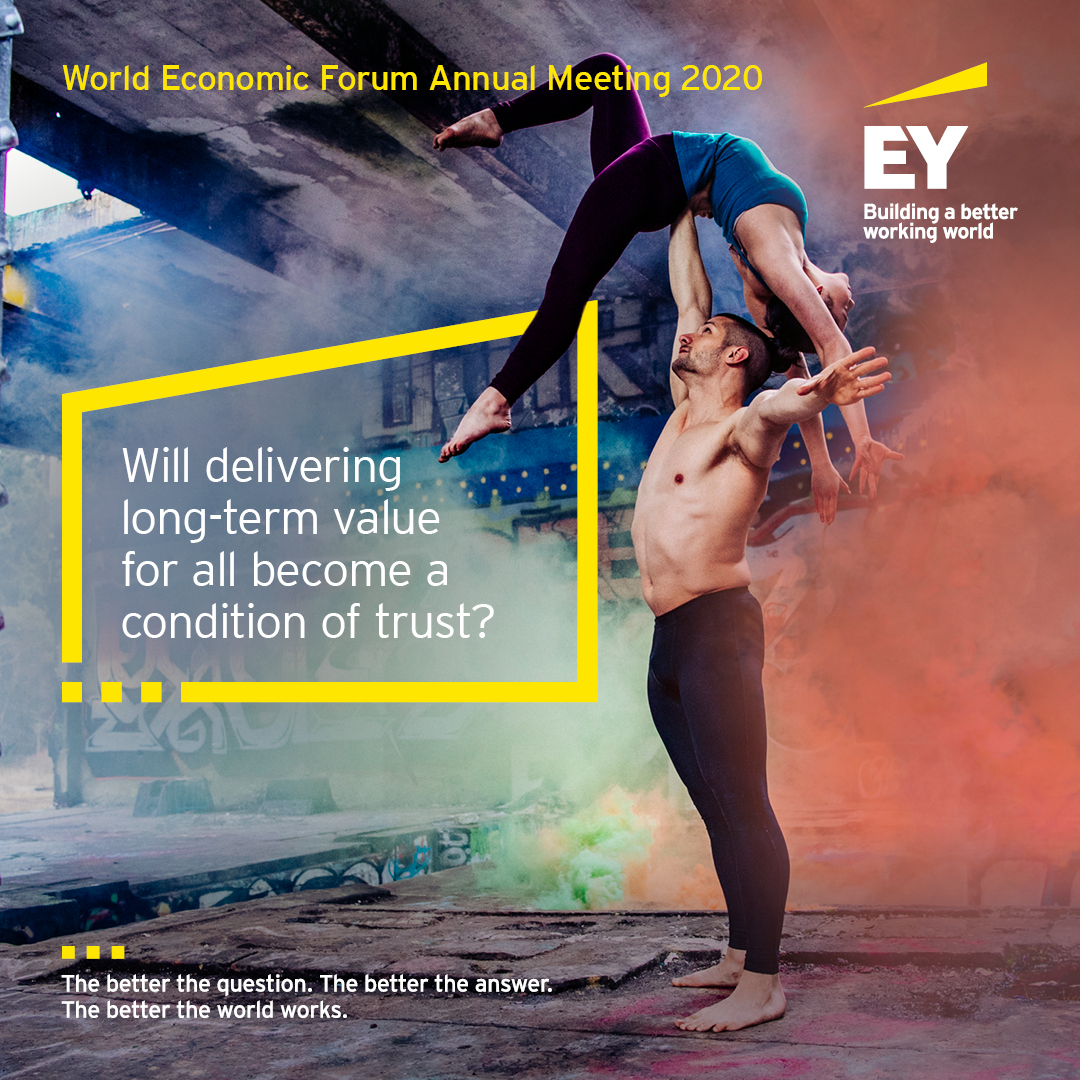 World Economic Forum Annual Meeting 2020
EY
Building a better
working world
Will delivering
long-term value
for all become a
condition of trust?
The better the question. The better the answer.
The better the world works.